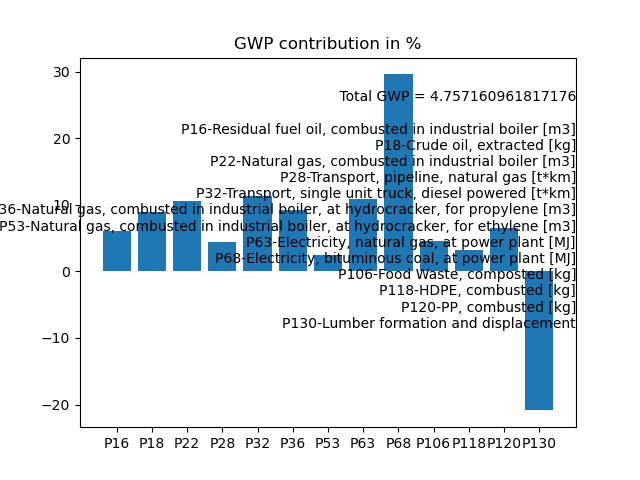 GWP contribution in %
30
Total GWP = 4.757160961817176
P16-Residual fuel oil, combusted in industrial boiler [m3]
20
P18-Crude oil, extracted [kg]
P22-Natural gas, combusted in industrial boiler [m3]
P28-Transport, pipeline, natural gas [t*km]
P32-Transport, single unit truck, diesel powered [t*km]
10
36-Natural gas, combusted in industrial boiler, at hydrocracker, for propylene [m3]
P53-Natural gas, combusted in industrial boiler, at hydrocracker, for ethylene [m3]
P63-Electricity, natural gas, at power plant [MJ]
P68-Electricity, bituminous coal, at power plant [MJ]
0
P106-Food Waste, composted [kg]
P118-HDPE, combusted [kg]
P120-PP, combusted [kg]
P130-Lumber formation and displacement
−10
−20
P16 P18 P22 P28 P32 P36 P53 P63 P68 P106 P118 P120 P130